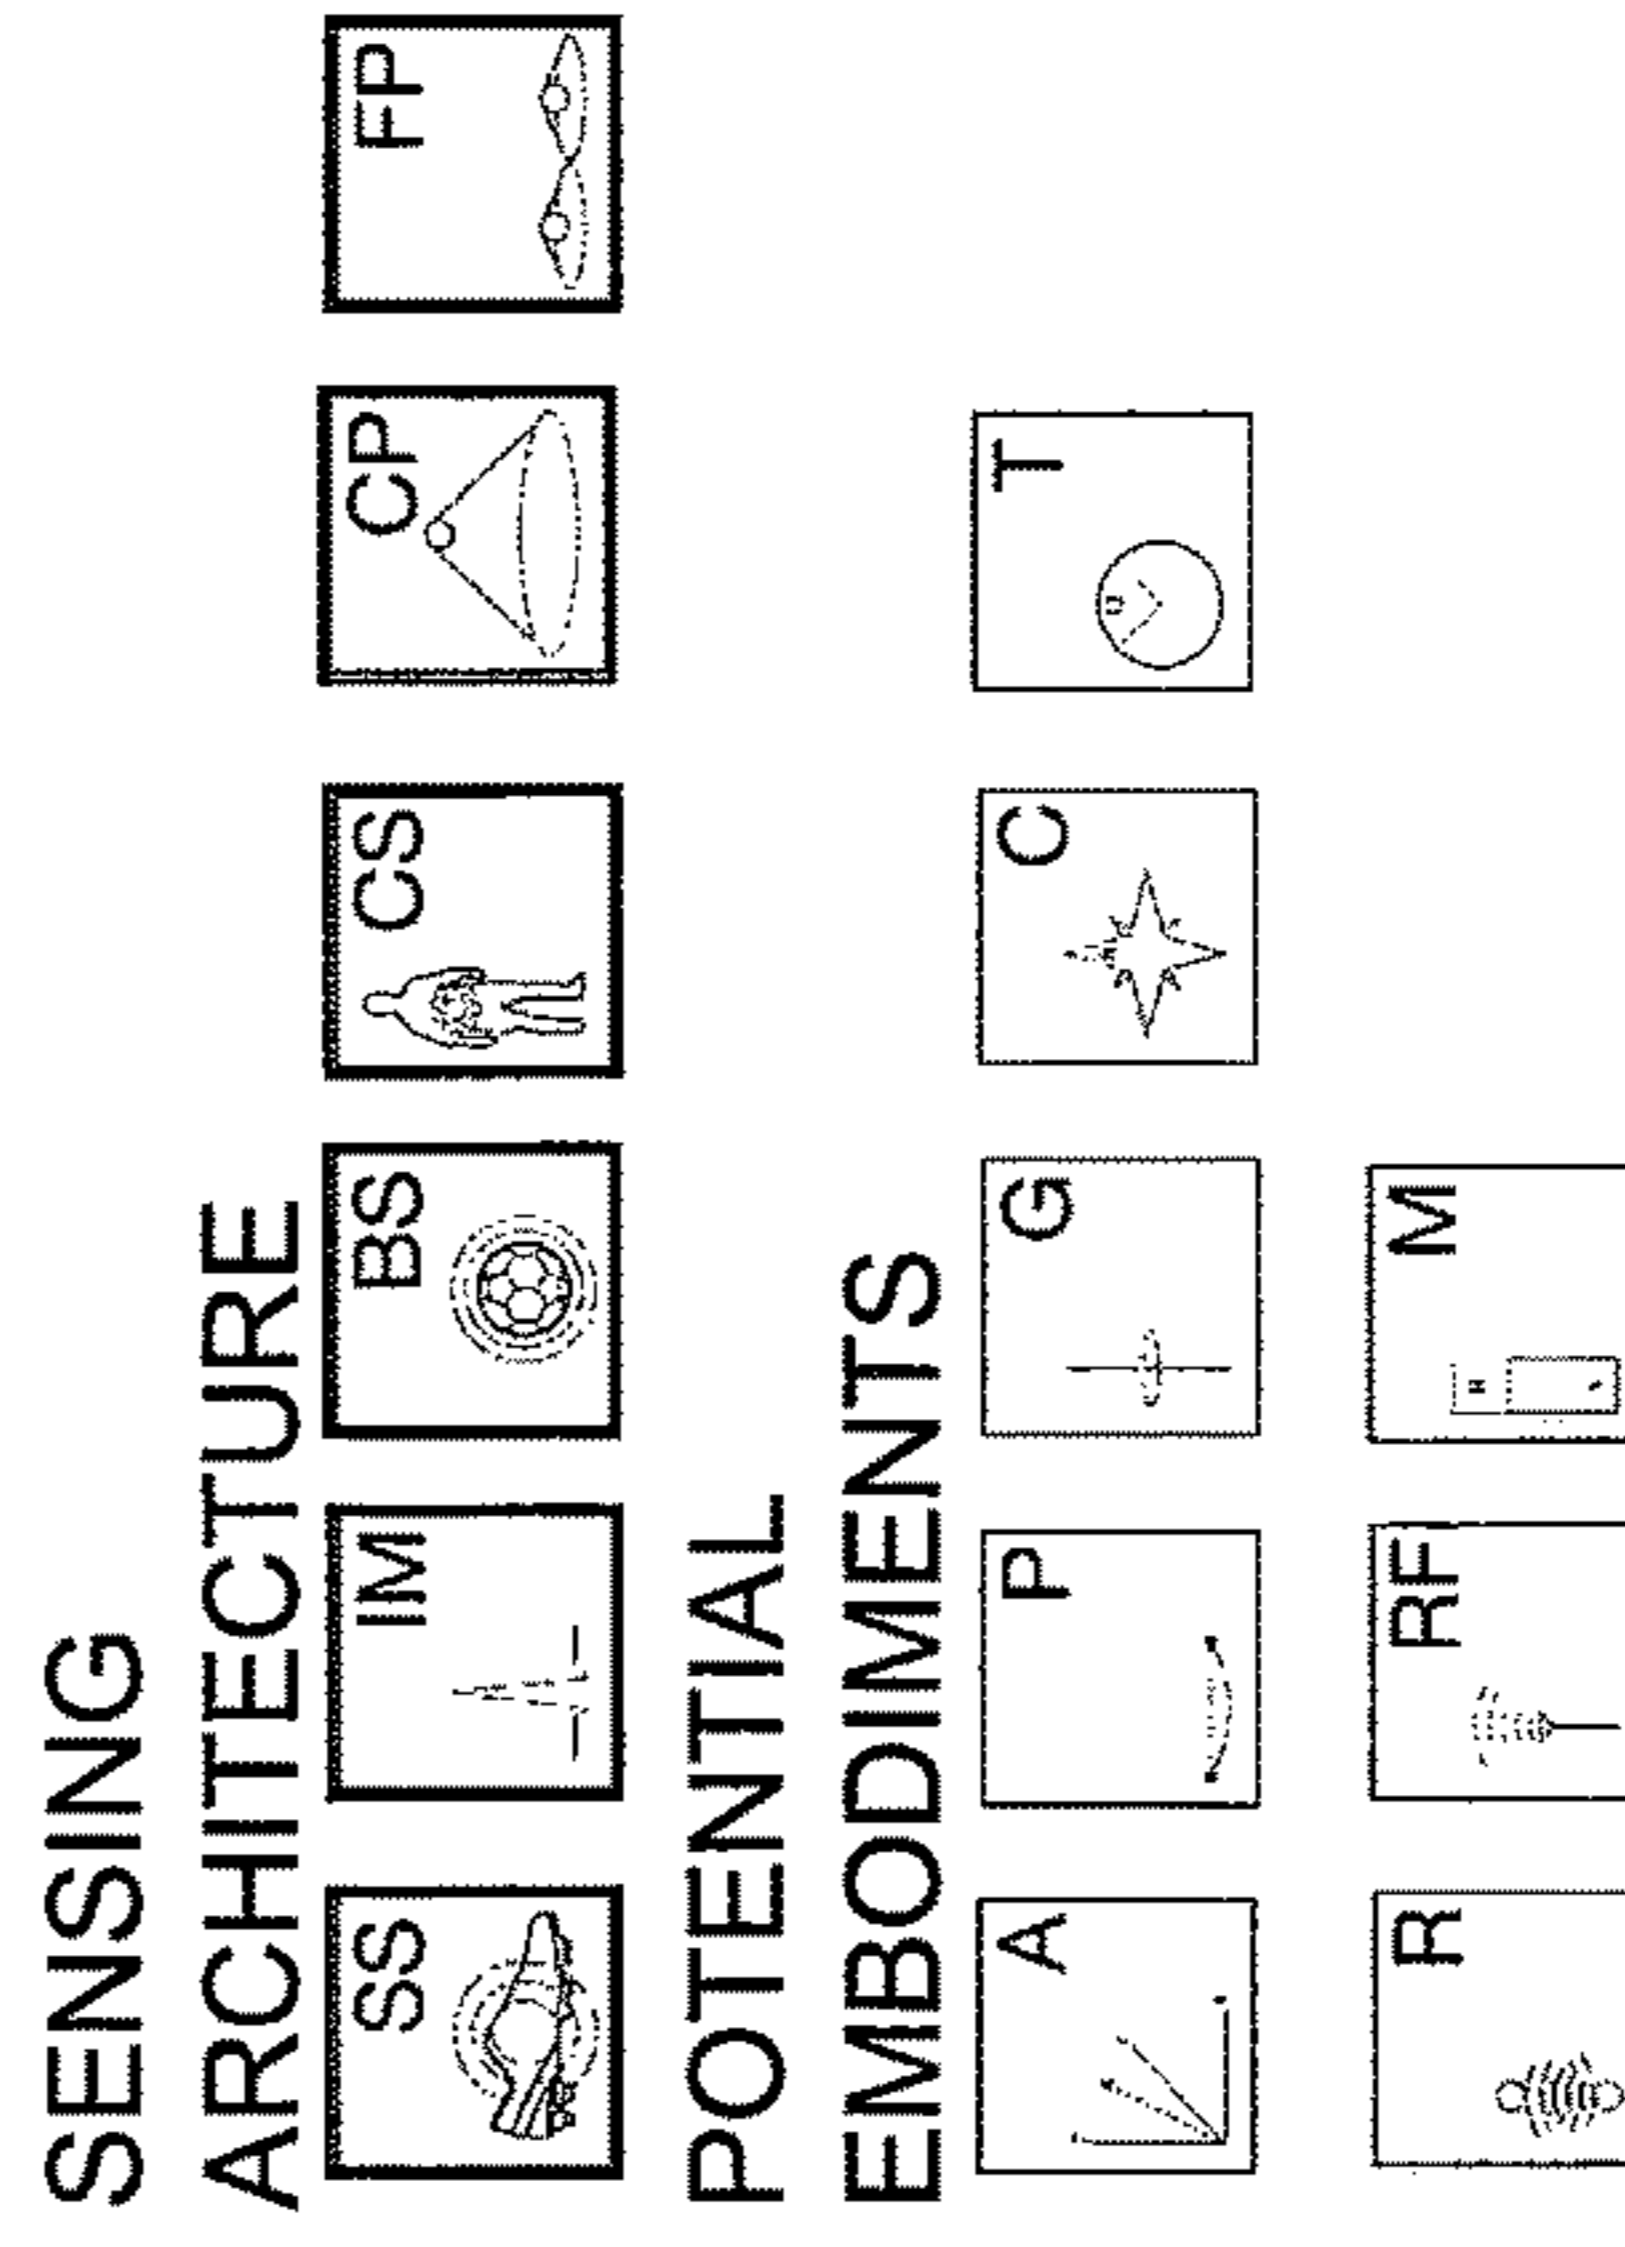 SENSING
ARCHITECTURE
SS IM BS CS CP FP
POTENTIAL
EMBODIMENTS
A P G C T
R RF M